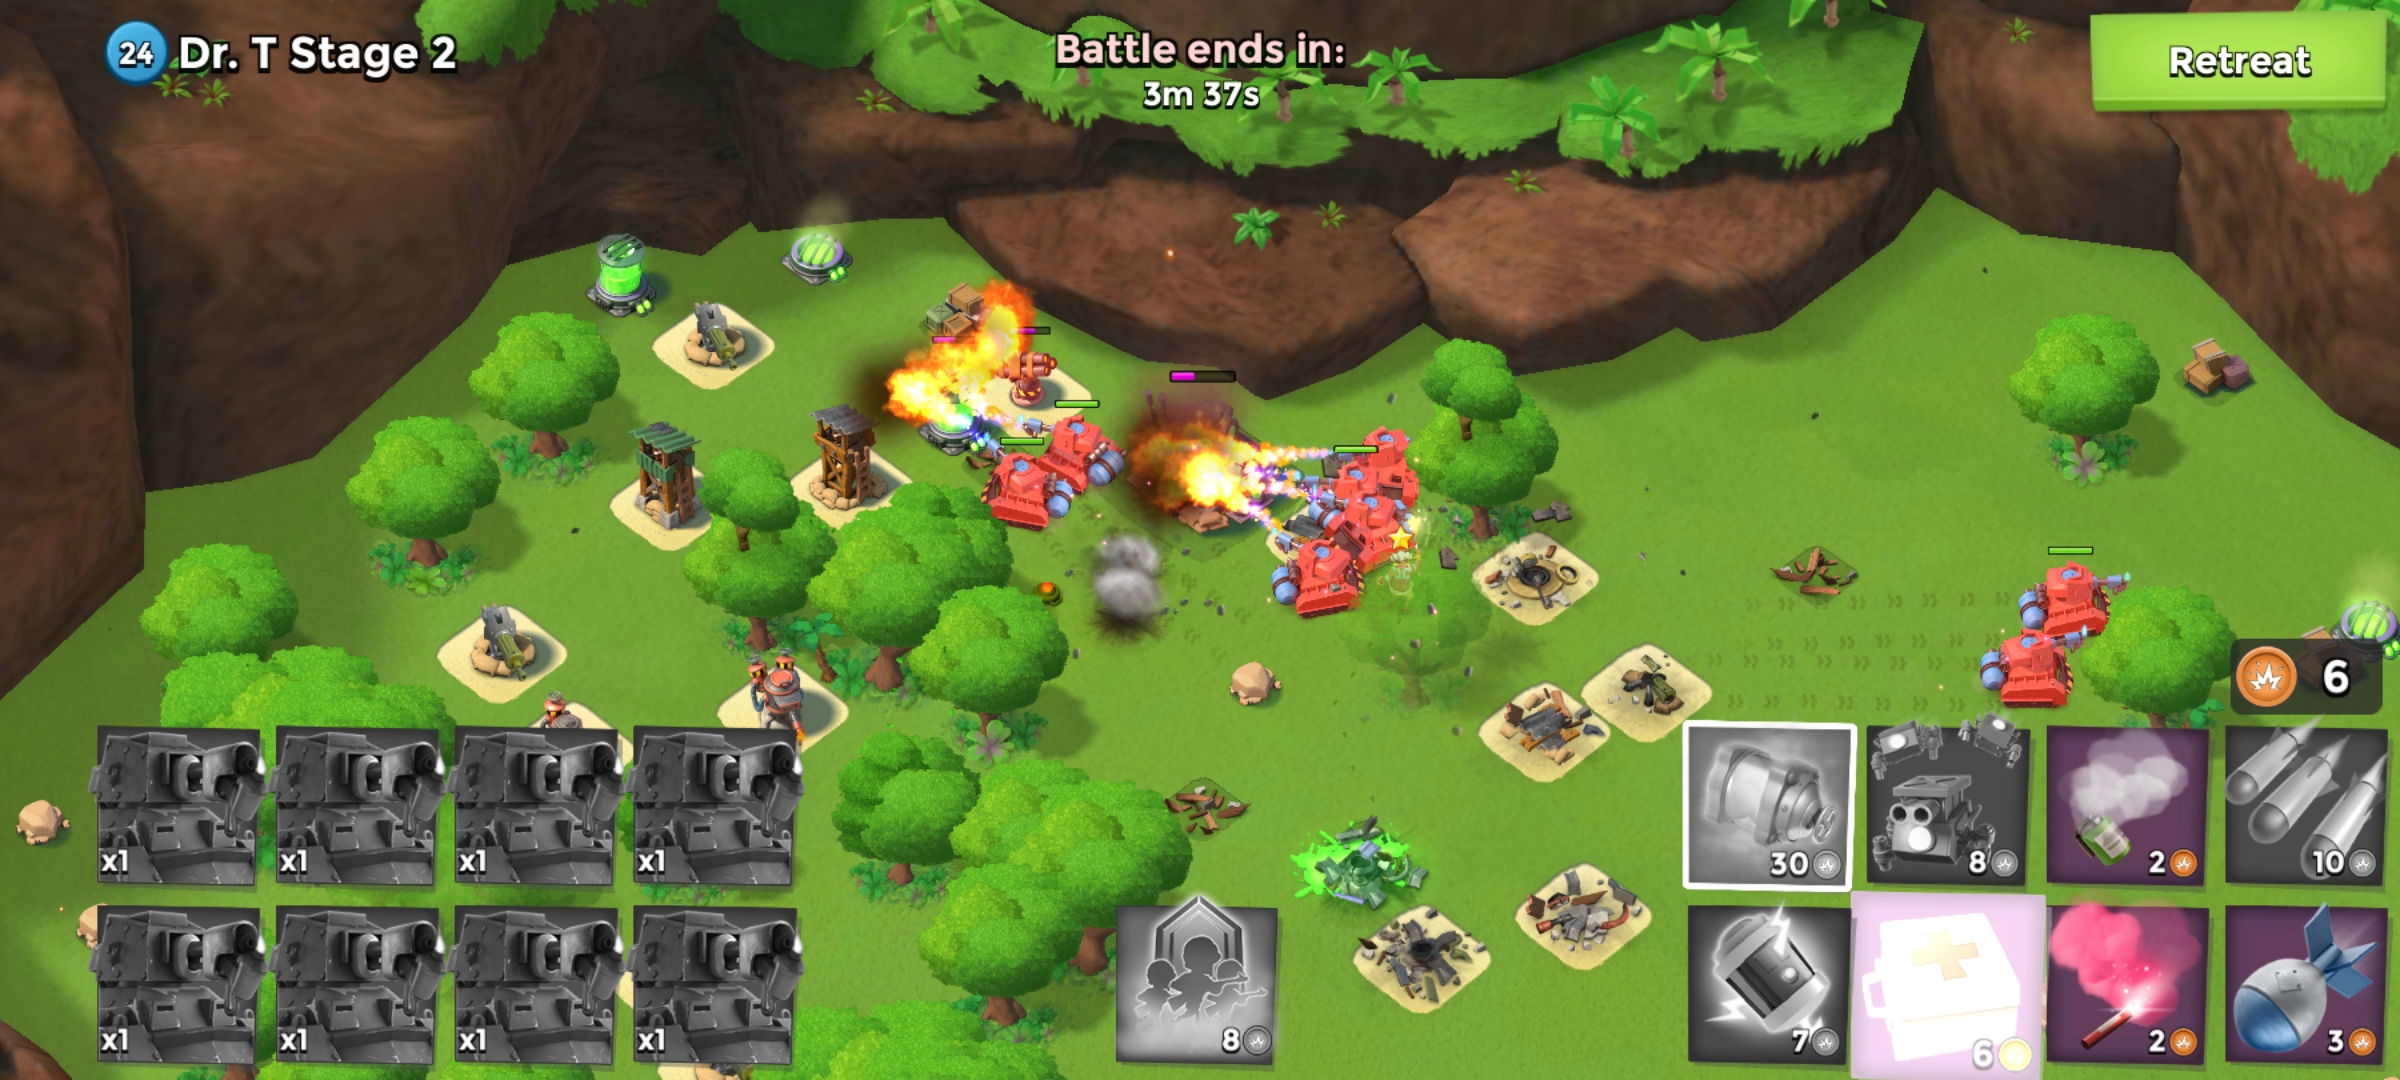 24 Dr. T Stage 2
Battle ends in:
3m 37s
Retreat
6
x1 x1 x1 x1
30 8 2 10
x1 x1 x1 x1
8
7 6 2 3